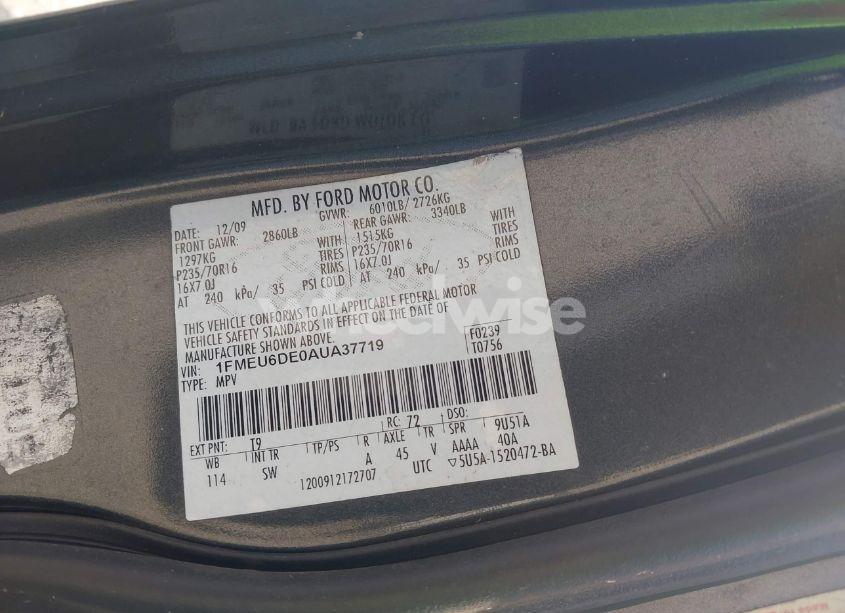 MFD. BY FORD MOTOR CO.
DATE: 12/09 GVWR: 6010LB/ 2726KG
FRONT GAWR: 2860LB REAR GAWR: 3340LB
1297KG WITH 1515KG WITH
P235/70R16 TIRES P235/70R16 TIRES
16X7.0J RIMS 16X7.0J RIMS
AT 240 kPa/ 35 PSI COLD AT 240 kPa/ 35 PSI COLD
THIS VEHICLE CONFORMS TO ALL APPLICABLE FEDERAL MOTOR
VEHICLE SAFETY STANDARDS IN EFFECT ON THE DATE OF
MANUFACTURE SHOWN ABOVE.
VIN: 1FMEU6DE0AUA37719 F0239
TYPE: MPV T0756
EXT PNT: T9 RC: 72 DSO:
WB INT TR TP/PS R AXLE TR SPR 9U51A
114 SW A 45 V AAAA 40A
1200912172707 UTC ▽5U5A-1520472-BA
wheelwise